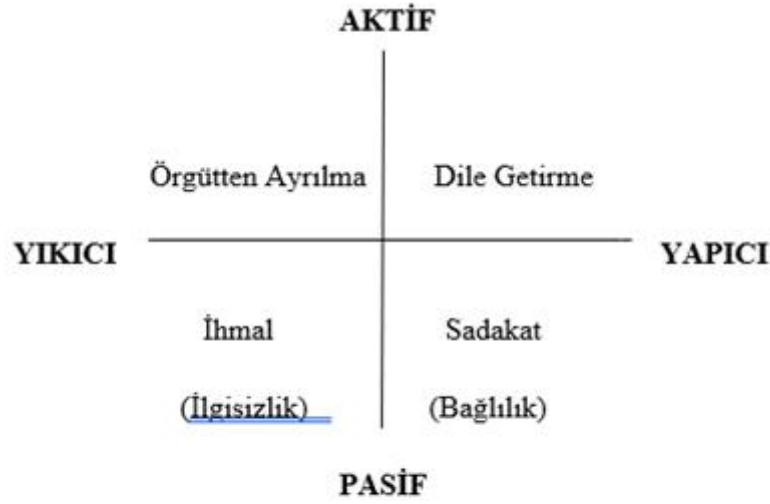 AKTİF
Örgütten Ayrılma Dile Getirme
YIKICI YAPICI
İhmal Sadakat
(İlgisizlik) (Bağlılık)
PASİF